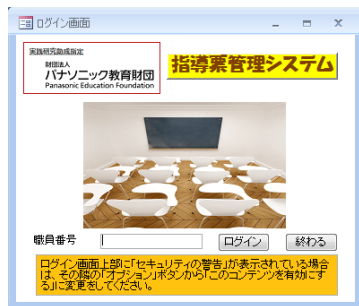 ログイン画面
実践研究助成指定
財団法人
パナソニック教育財団
Panasonic Education Foundation
指導票管理システム
職員番号
ログイン
終わる
ログイン画面上部に「セキュリティの警告」が表示されている場合
は、その隣の「オプション」ボタンから「このコンテンツを有効にす
る」に変更をしてください。